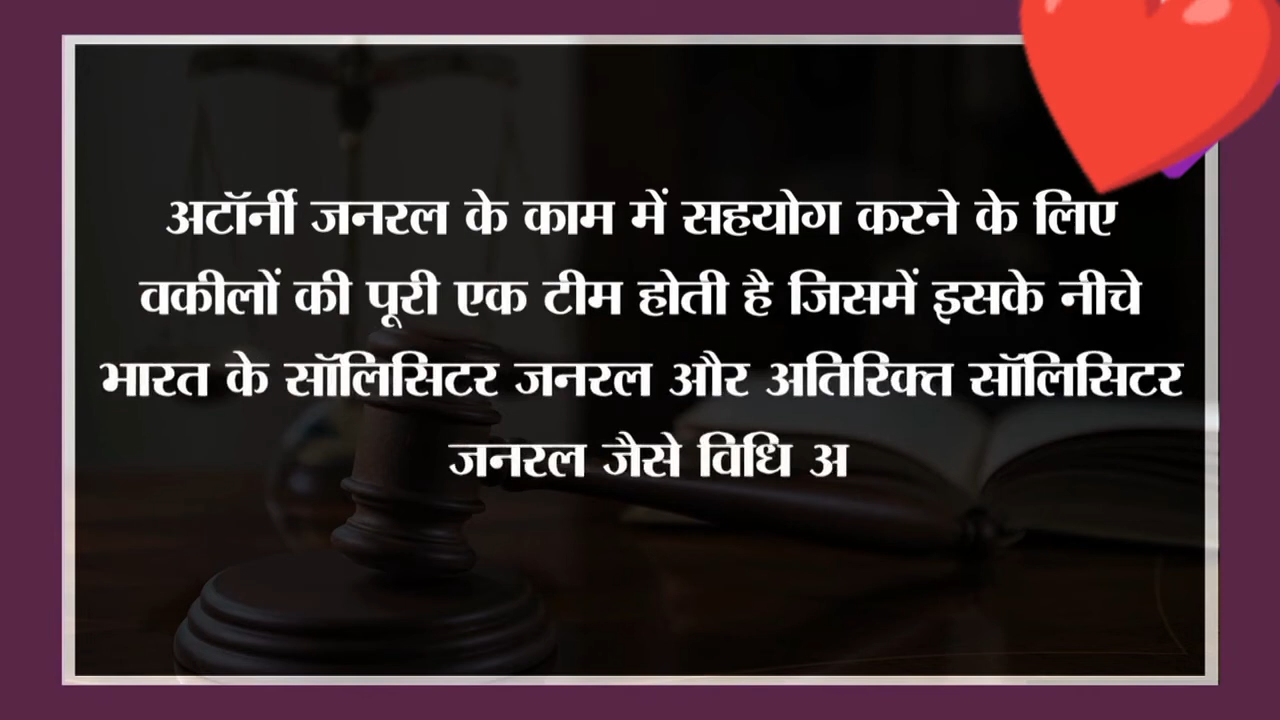 अटॉर्नी जनरल के काम में सहयोग करने के लिए
वकीलों की पूरी एक टीम होती है जिसमें इसके नीचे
भारत के सॉलिसिटर जनरल और अतिरिक्त सॉलिसिटर
जनरल जैसे विधि अ